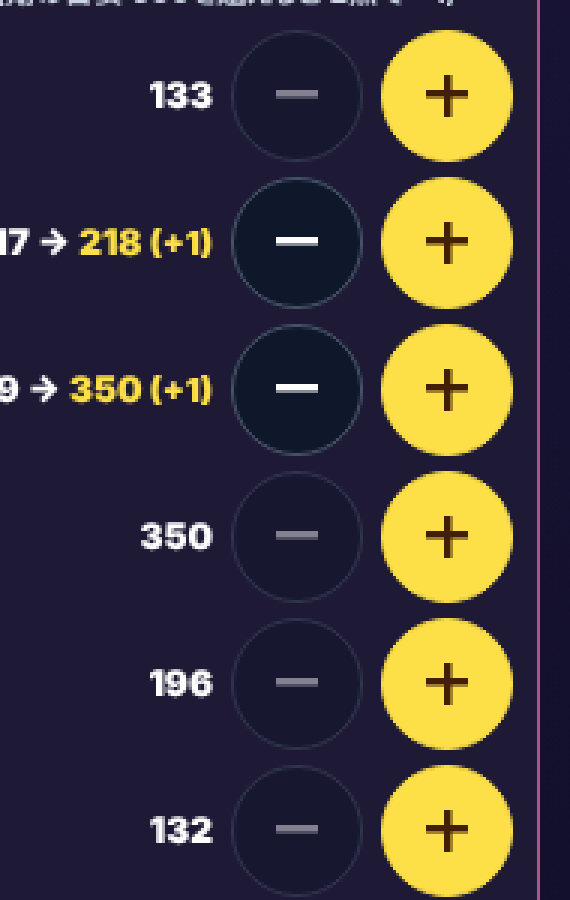 133 − +
17 → 218 (+1) − +
9 → 350 (+1) − +
350 − +
196 − +
132 − +